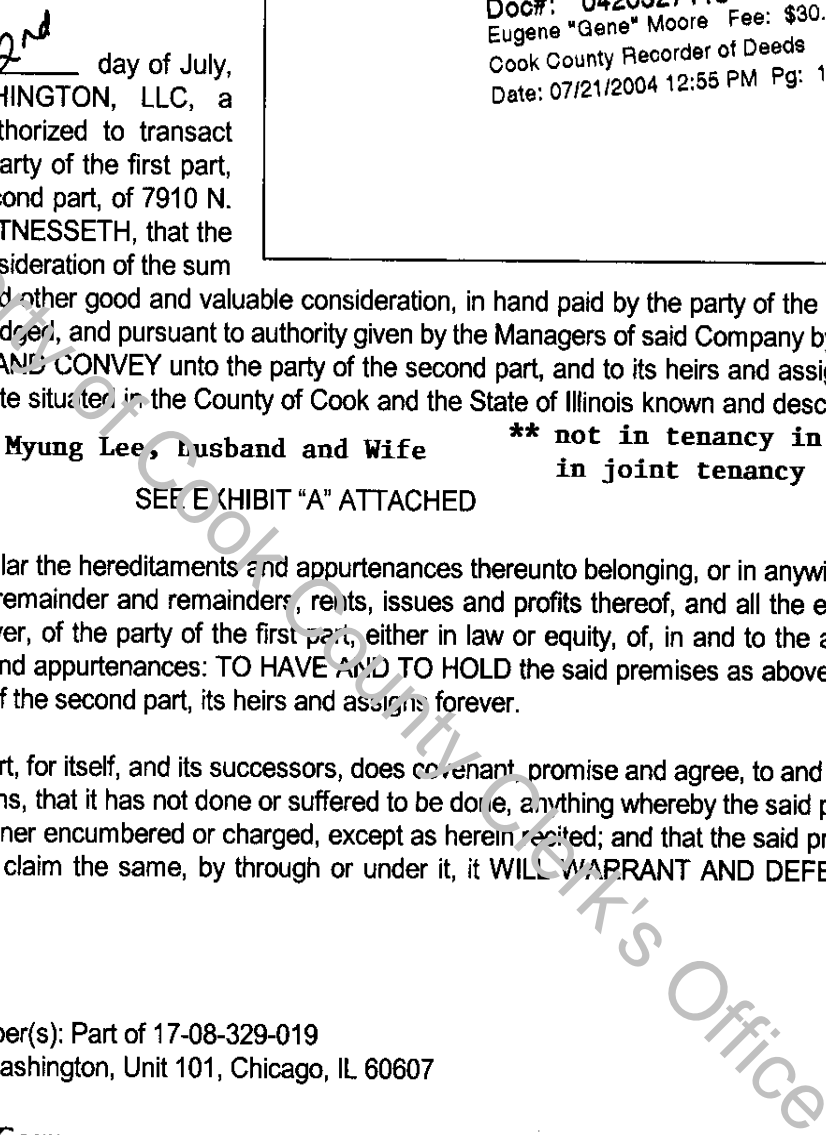 Doc#:
Eugene "Gene" Moore Fee: $30.
Cook County Recorder of Deeds
Date: 07/21/2004 12:55 PM Pg: 1
2nd day of July,
HINGTON, LLC, a
thorized to transact
arty of the first part,
cond part, of 7910 N.
TNESSETH, that the
sideration of the sum
d other good and valuable consideration, in hand paid by the party of the
dged, and pursuant to authority given by the Managers of said Company by
AND CONVEY unto the party of the second part, and to its heirs and assig
te situated in the County of Cook and the State of Illinois known and desc
Myung Lee, husband and Wife ** not in tenancy in
in joint tenancy
SEE EXHIBIT "A" ATTACHED
lar the hereditaments and appurtenances thereunto belonging, or in anywi
remainder and remainders, rents, issues and profits thereof, and all the e
ver, of the party of the first part, either in law or equity, of, in and to the a
nd appurtenances: TO HAVE AND TO HOLD the said premises as above
f the second part, its heirs and assigns forever.
rt, for itself, and its successors, does covenant, promise and agree, to and
ns, that it has not done or suffered to be done, anything whereby the said p
ner encumbered or charged, except as herein recited; and that the said pr
claim the same, by through or under it, it WILL WARRANT AND DEFE
ber(s): Part of 17-08-329-019
ashington, Unit 101, Chicago, IL 60607
erty of Cook County Clerk's Office